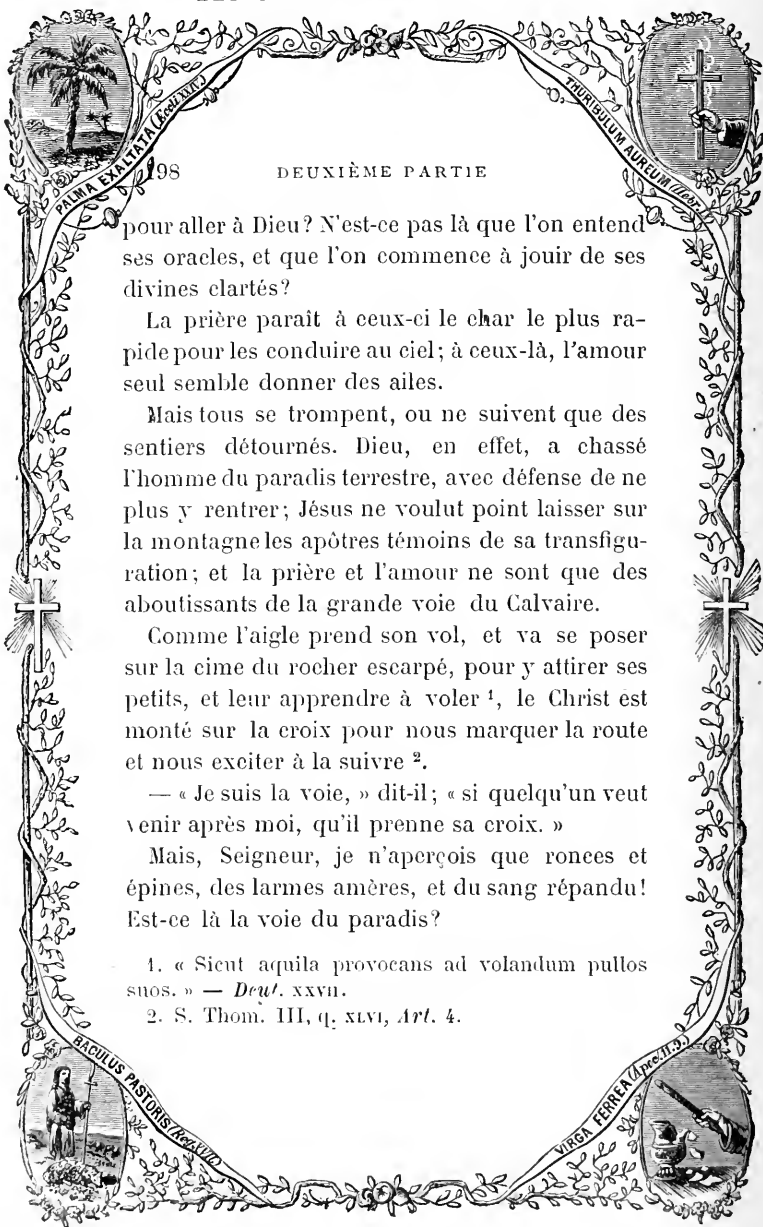 PALMA EXALTATA (Eccli. XXIV.)
THURIBULUM AUREUM (Hebr.
198 DEUXIÈME PARTIE
pour aller à Dieu? N'est-ce pas là que l'on entend
ses oracles, et que l'on commence à jouir de ses
divines clartés?
La prière paraît à ceux-ci le char le plus ra-
pide pour les conduire au ciel; à ceux-là, l'amour
seul semble donner des ailes.
Mais tous se trompent, ou ne suivent que des
sentiers détournés. Dieu, en effet, a chassé
l'homme du paradis terrestre, avec défense de ne
plus y rentrer; Jésus ne voulut point laisser sur
la montagne les apôtres témoins de sa transfigu-
ration; et la prière et l'amour ne sont que des
aboutissants de la grande voie du Calvaire.
Comme l'aigle prend son vol, et va se poser
sur la cime du rocher escarpé, pour y attirer ses
petits, et leur apprendre à voler ¹, le Christ est
monté sur la croix pour nous marquer la route
et nous exciter à la suivre ².
— « Je suis la voie, » dit-il; « si quelqu'un veut
venir après moi, qu'il prenne sa croix. »
Mais, Seigneur, je n'aperçois que ronces et
épines, des larmes amères, et du sang répandu!
Est-ce là la voie du paradis?
1. « Sicut aquila provocans ad volandum pullos
suos. » — Deut. XXVII.
2. S. Thom. III, q. XLVI, Art. 4.
BACULUS PASTORIS (Reg. XVII.)
VIRGA FERREA (Apoc. II. 9.)